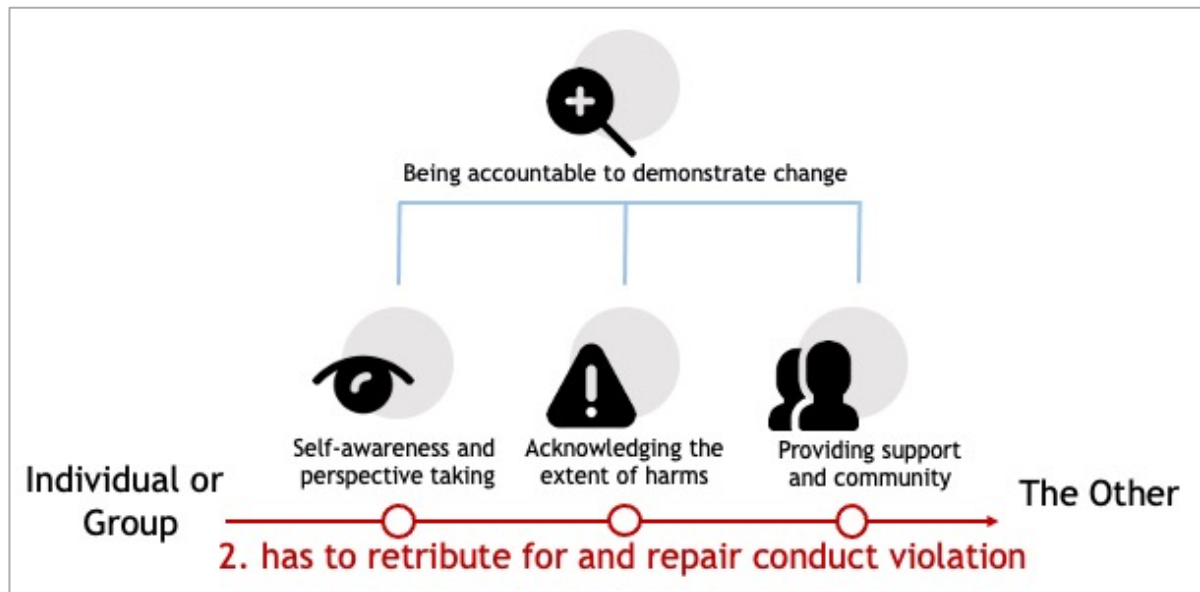 Being accountable to demonstrate change
Self-awareness and
perspective taking
Acknowledging the
extent of harms
Providing support
and community
Individual or
Group
The Other
2. has to retribute for and repair conduct violation